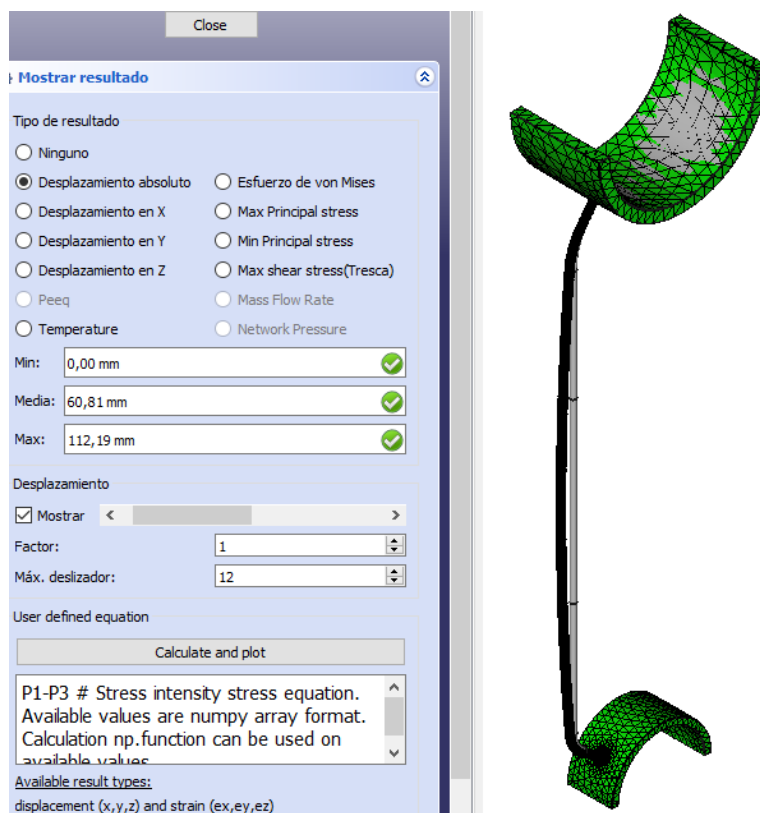 Close
Mostrar resultado
Tipo de resultado
Ninguno
Desplazamiento absoluto Esfuerzo de von Mises
Desplazamiento en X Max Principal stress
Desplazamiento en Y Min Principal stress
Desplazamiento en Z Max shear stress(Tresca)
Peeq Mass Flow Rate
Temperature Network Pressure
Min: 0,00 mm
Media: 60,81 mm
Max: 112,19 mm
Desplazamiento
Mostrar
Factor: 1
Máx. deslizador: 12
User defined equation
Calculate and plot
P1-P3 # Stress intensity stress equation.
Available values are numpy array format.
Calculation np.function can be used on
available values
Available result types:
displacement (x,y,z) and strain (ex,ey,ez)